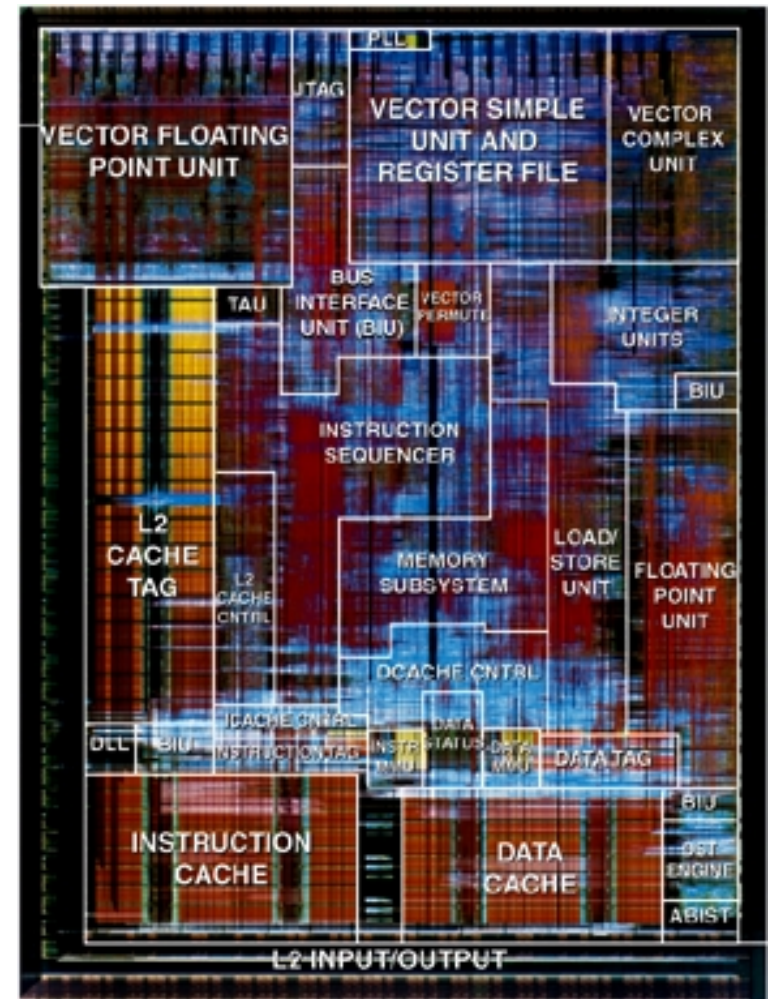 PLL
JTAG
VECTOR FLOATING
POINT UNIT
VECTOR SIMPLE
UNIT AND
REGISTER FILE
VECTOR
COMPLEX
UNIT
BUS
INTERFACE
UNIT (BIU)
TAU
VECTOR
PERMUTE
INTEGER
UNITS
BIU
INSTRUCTION
SEQUENCER
L2
CACHE
TAG
L2
CACHE
CNTRL
MEMORY
SUBSYSTEM
LOAD/
STORE
UNIT
FLOATING
POINT
UNIT
DCACHE CNTRL
ICACHE CNTRL
DLL
BIU
INSTRUCTION TAG
INSTR
MMU
DATA
STATUS
DATA
MMU
DATA TAG
INSTRUCTION
CACHE
DATA
CACHE
BIU
DST
ENGINE
ABIST
L2 INPUT/OUTPUT